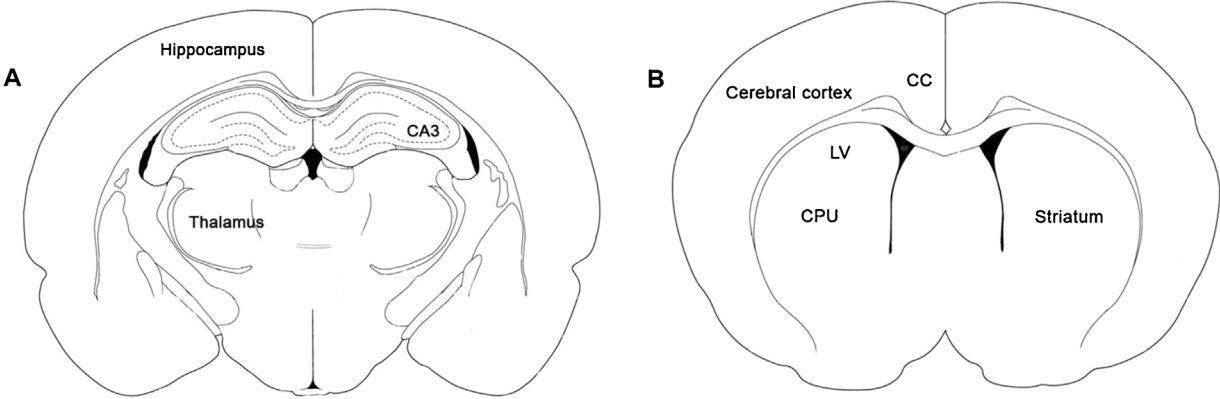 A
Hippocampus
CA3
Thalamus
B
CC
Cerebral cortex
LV
CPU
Striatum